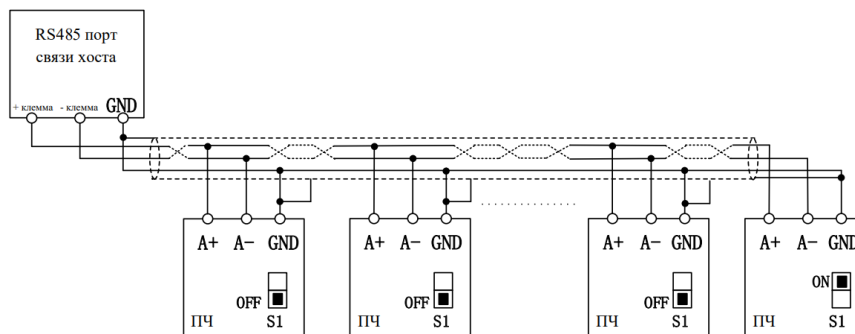 RS485 порт
связи хоста
+ клемма - клемма GND
A+ A- GND A+ A- GND A+ A- GND A+ A- GND
OFF OFF OFF ON
ПЧ S1 ПЧ S1 ПЧ S1 ПЧ S1